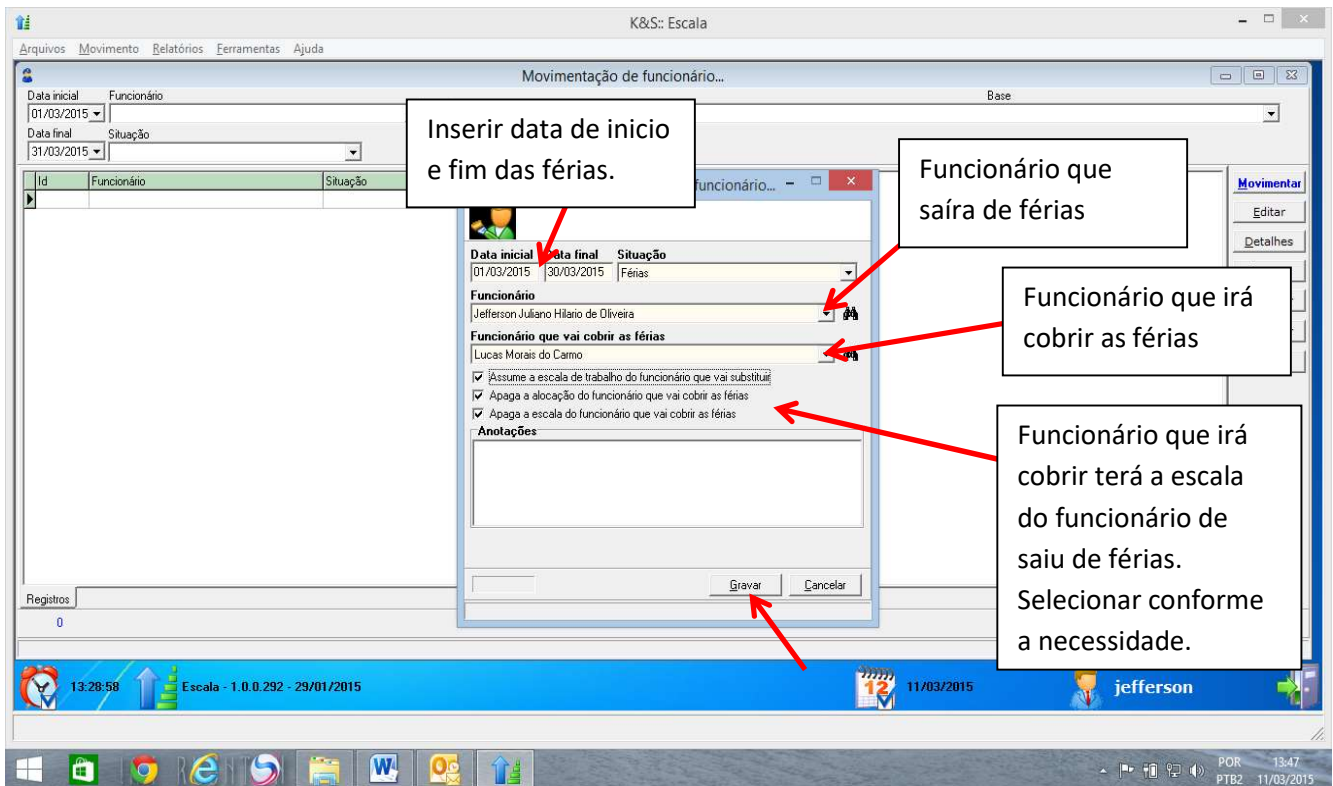 K&S:: Escala
Arquivos Movimento Relatórios Ferramentas Ajuda
Movimentação de funcionário...
Data inicial Funcionário Base
01/03/2015
Data final Situação
31/03/2015
Inserir data de inicio
e fim das férias.
Id Funcionário Situação
funcionário...
Funcionário que
saíra de férias
Movimentar
Editar
Detalhes
Data inicial Data final Situação
01/03/2015 30/03/2015 Férias
Funcionário
Jefferson Juliano Hilario de Oliveira
Funcionário que irá
cobrir as férias
Funcionário que vai cobrir as férias
Lucas Morais do Carmo
Assume a escala de trabalho do funcionário que vai substituir
Apaga a alocação do funcionário que vai cobrir as férias
Apaga a escala do funcionário que vai cobrir as férias
Anotações
Funcionário que irá
cobrir terá a escala
do funcionário de
saiu de férias.
Selecionar conforme
a necessidade.
Gravar Cancelar
Registros
0
13:28:58 Escala - 1.0.0.292 - 29/01/2015 12 11/03/2015 jefferson
POR 13:47
PTB2 11/03/2015